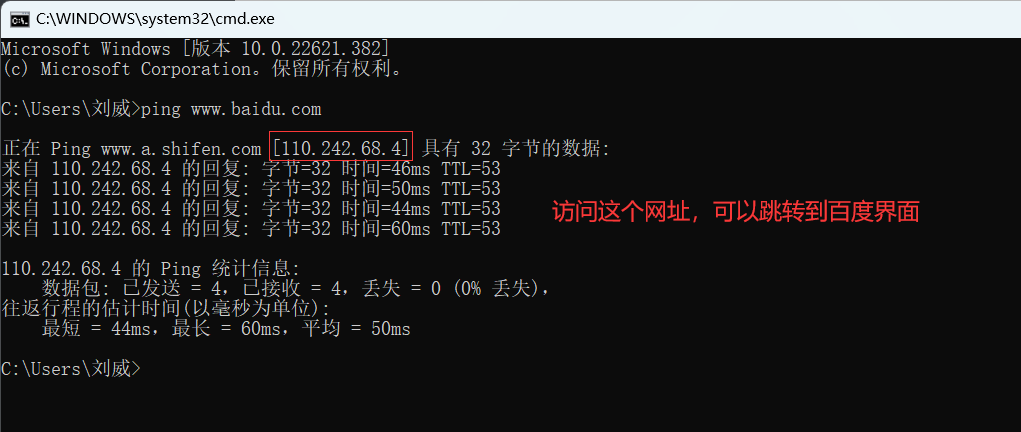 C:\WINDOWS\system32\cmd.exe
Microsoft Windows [版本 10.0.22621.382]
(c) Microsoft Corporation。保留所有权利。
C:\Users\刘威>ping www.baidu.com
正在 Ping www.a.shifen.com [110.242.68.4] 具有 32 字节的数据:
来自 110.242.68.4 的回复: 字节=32 时间=46ms TTL=53
来自 110.242.68.4 的回复: 字节=32 时间=50ms TTL=53
来自 110.242.68.4 的回复: 字节=32 时间=44ms TTL=53
来自 110.242.68.4 的回复: 字节=32 时间=60ms TTL=53
访问这个网址，可以跳转到百度界面
110.242.68.4 的 Ping 统计信息:
数据包: 已发送 = 4，已接收 = 4，丢失 = 0 (0% 丢失)，
往返行程的估计时间(以毫秒为单位):
最短 = 44ms，最长 = 60ms，平均 = 50ms
C:\Users\刘威>